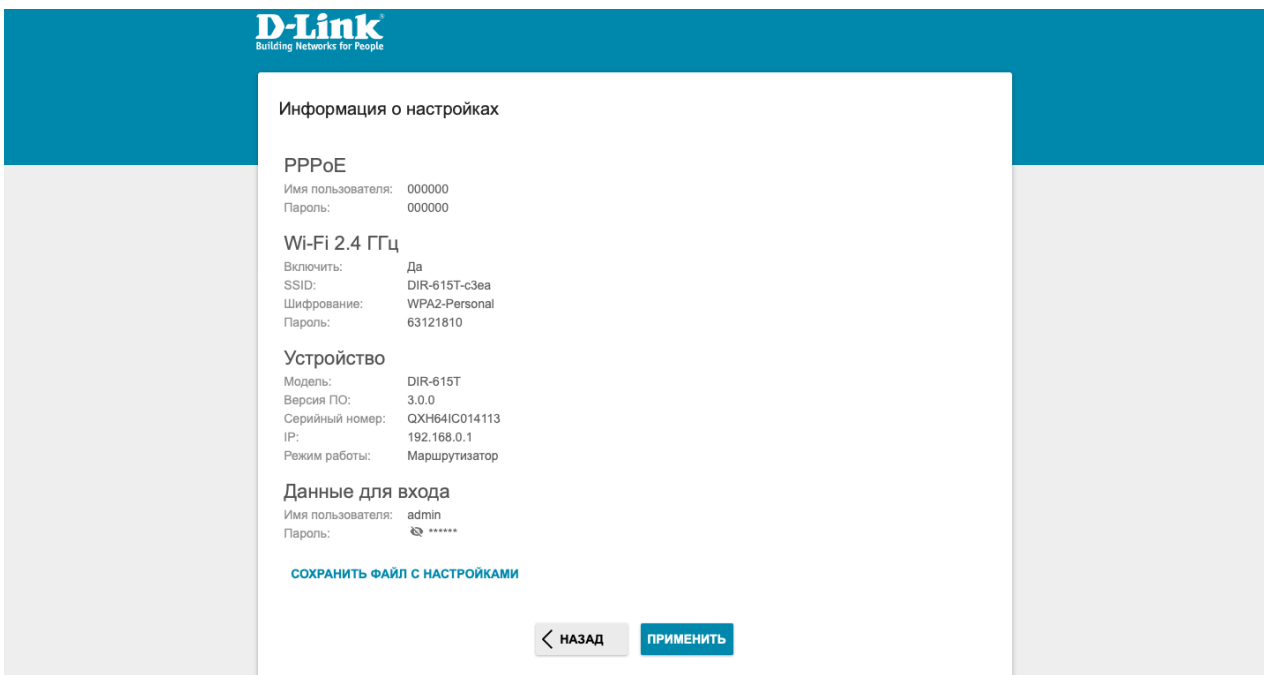 D-Link
Building Networks for People
Информация о настройках
PPPoE
Имя пользователя: 000000
Пароль: 000000
Wi-Fi 2.4 ГГц
Включить: Да
SSID: DIR-615T-c3ea
Шифрование: WPA2-Personal
Пароль: 63121810
Устройство
Модель: DIR-615T
Версия ПО: 3.0.0
Серийный номер: QXH64IC014113
IP: 192.168.0.1
Режим работы: Маршрутизатор
Данные для входа
Имя пользователя: admin
Пароль: ******
СОХРАНИТЬ ФАЙЛ С НАСТРОЙКАМИ
НАЗАД ПРИМЕНИТЬ